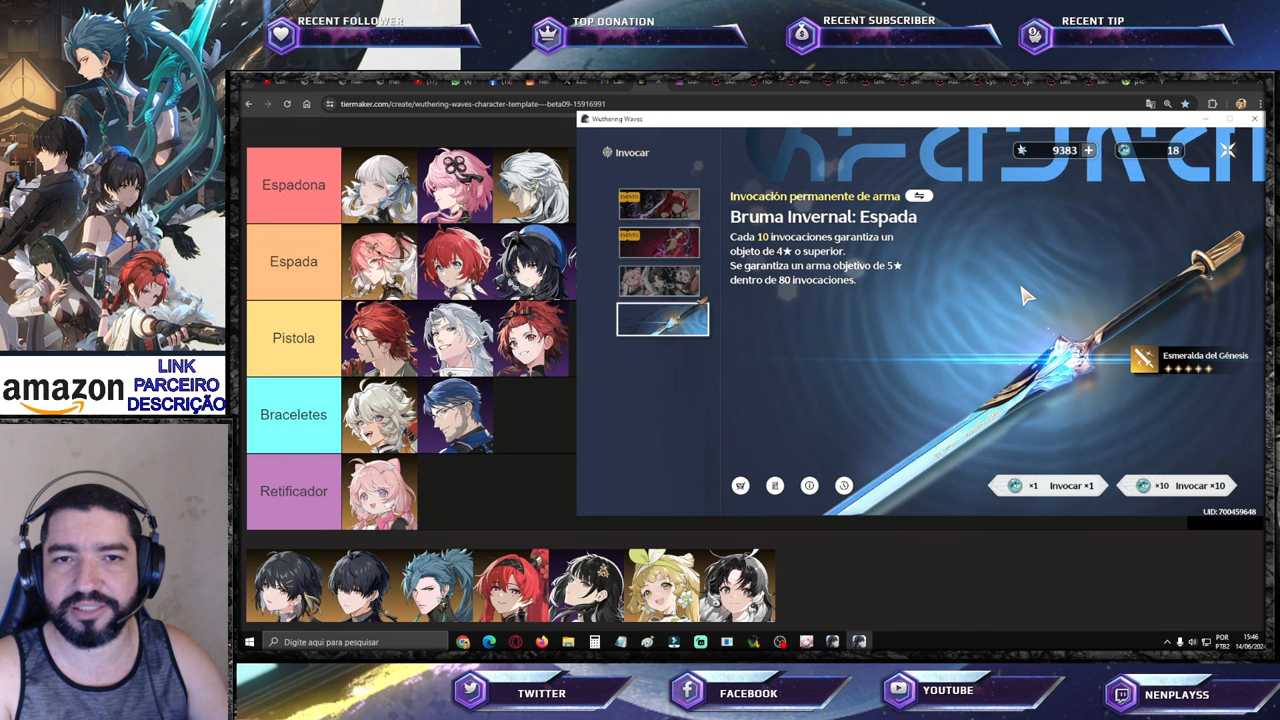 RECENT FOLLOWER
TOP DONATION
RECENT SUBSCRIBER
RECENT TIP
tiermaker.com/create/wuthering-waves-character-template---beta09-15916991
Wuthering Waves
Invocar
9383
18
EVENTO
EVENTO
Invocación permanente de arma
Bruma Invernal: Espada
Cada 10 invocaciones garantiza un
objeto de 4★ o superior.
Se garantiza un arma objetivo de 5★
dentro de 80 invocaciones.
Esmeralda del Génesis
×1 Invocar ×1
×10 Invocar ×10
UID: 700459648
Espadona
Espada
Pistola
Braceletes
Retificador
amazon
LINK
PARCEIRO
DESCRIÇÃO
Digite aqui para pesquisar
POR
PTB2
15:46
TWITTER
FACEBOOK
YOUTUBE
NENPLAYSS